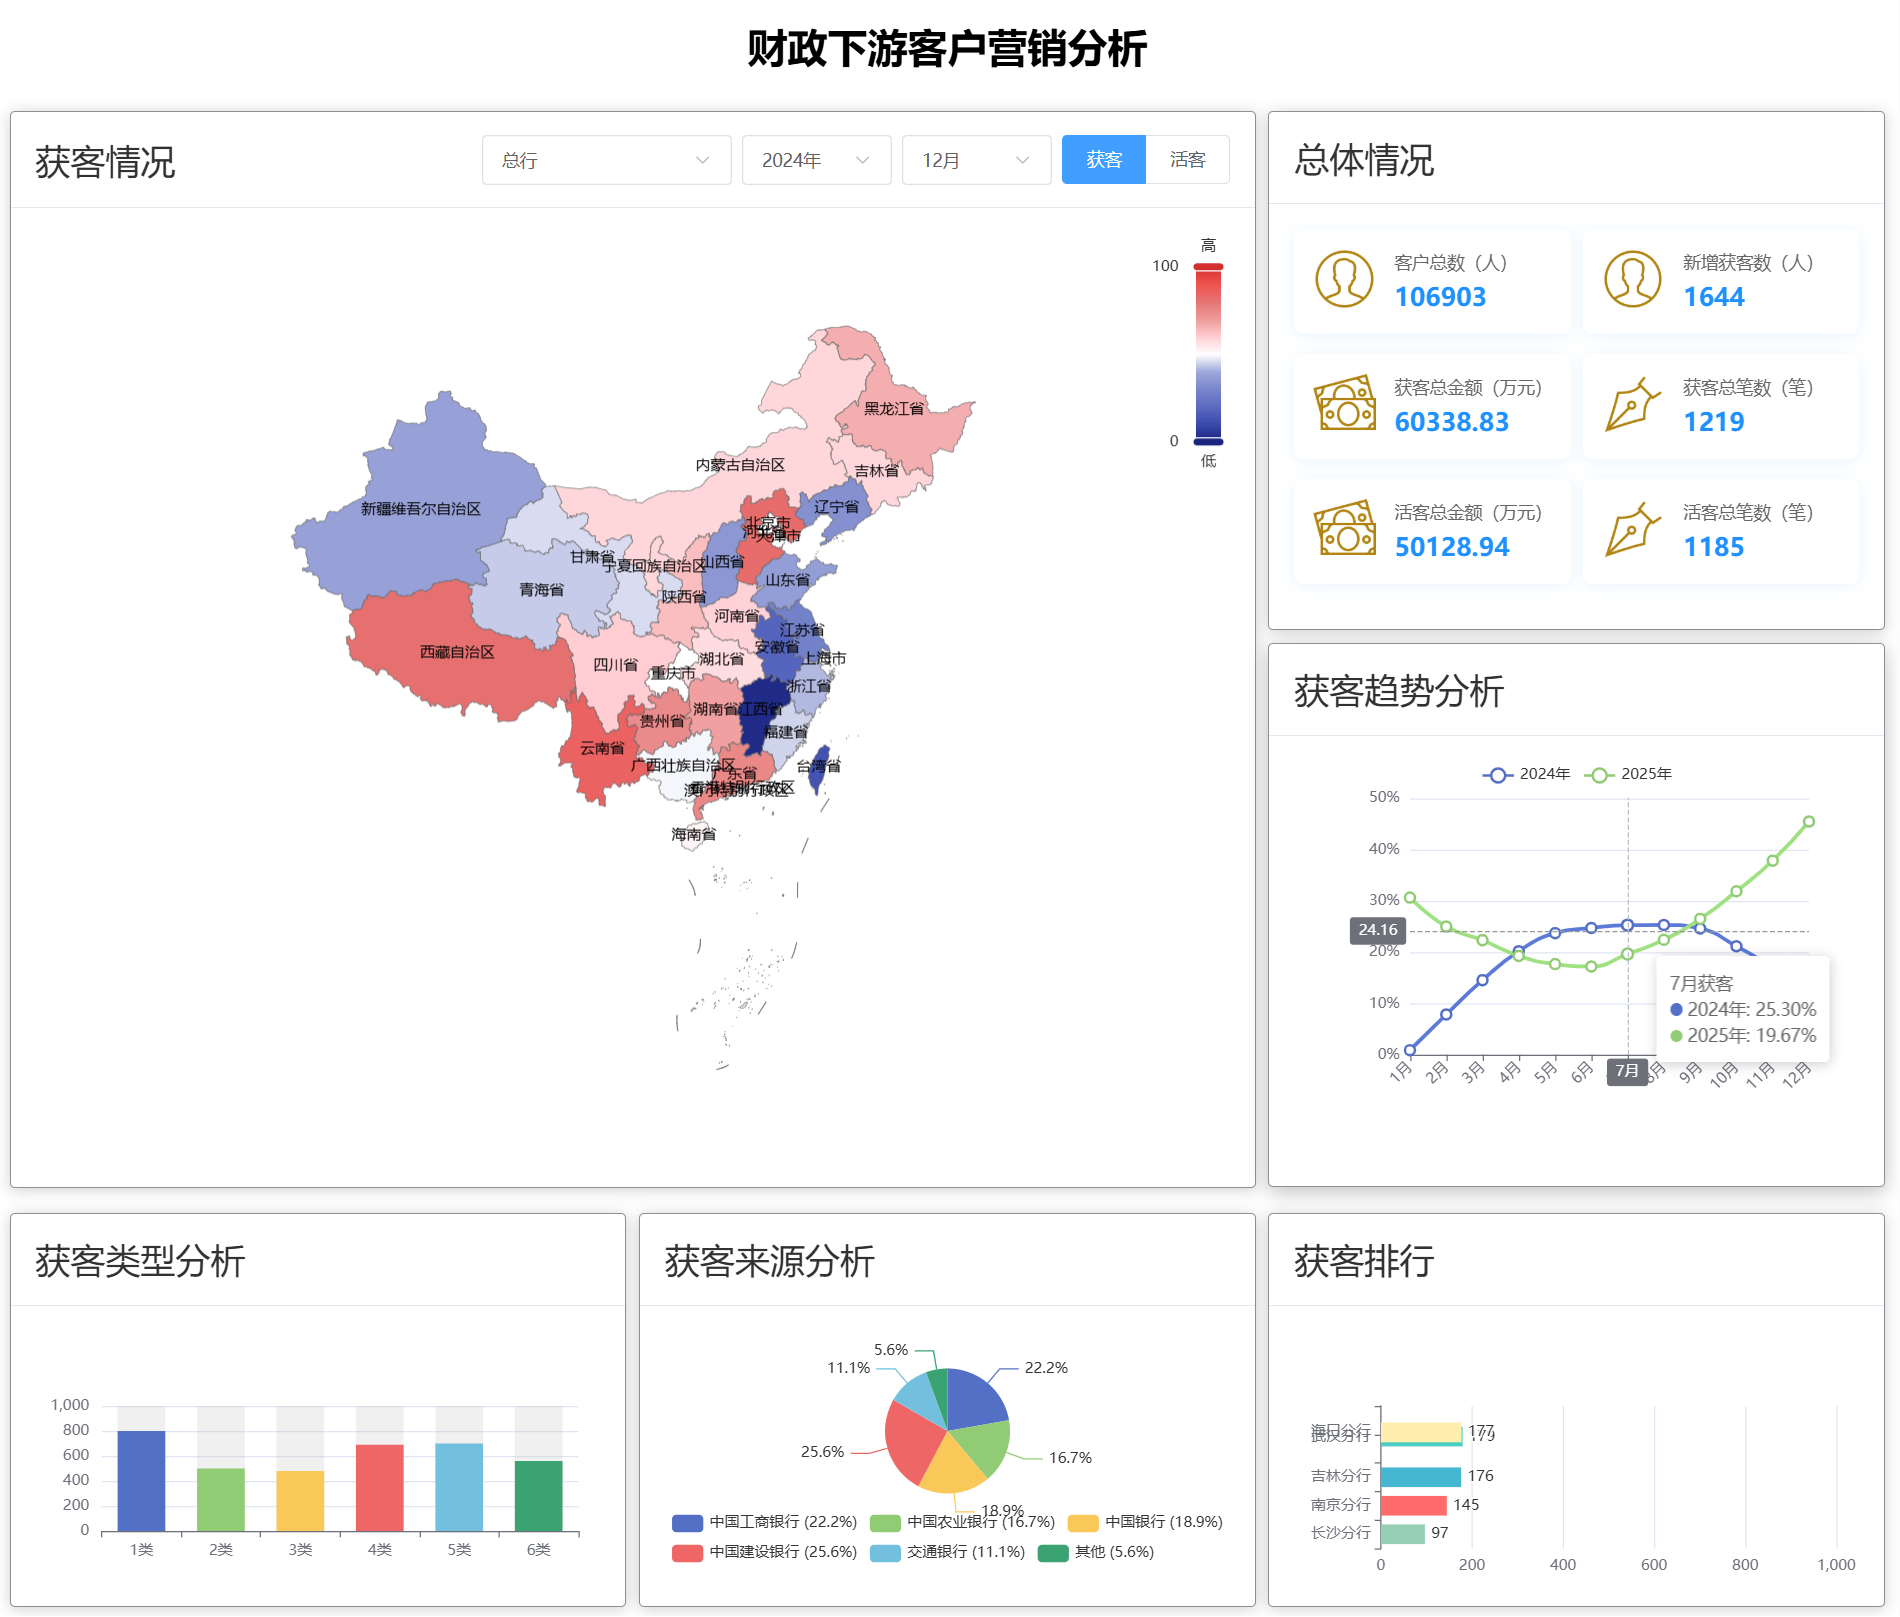 财政下游客户营销分析
获客情况
总行
2024年
12月
获客
活客
高
100
0
低
黑龙江省
内蒙古自治区
吉林省
新疆维吾尔自治区
辽宁省
北京市
天津市
甘肃省
宁夏回族自治区
山西省
山东省
青海省
陕西省
河南省
江苏省
西藏自治区
安徽省
四川省
湖北省
上海市
重庆市
浙江省
湖南省
江西省
贵州省
福建省
云南省
广西壮族自治区
广东省
台湾省
海南省
总体情况
客户总数（人）
106903
新增获客数（人）
1644
获客总金额（万元）
60338.83
获客总笔数（笔）
1219
活客总金额（万元）
50128.94
活客总笔数（笔）
1185
获客趋势分析
2024年
2025年
50%
40%
30%
24.16
20%
10%
0%
7月获客
2024年: 25.30%
2025年: 19.67%
1月
2月
3月
4月
5月
6月
7月
8月
9月
10月
11月
12月
获客类型分析
1,000
800
600
400
200
0
1类
2类
3类
4类
5类
6类
获客来源分析
5.6%
11.1%
22.2%
25.6%
16.7%
18.9%
中国工商银行 (22.2%)
中国农业银行 (16.7%)
中国银行 (18.9%)
中国建设银行 (25.6%)
交通银行 (11.1%)
其他 (5.6%)
获客排行
海口分行
177
武汉分行
179
吉林分行
176
南京分行
145
长沙分行
97
0
200
400
600
800
1,000